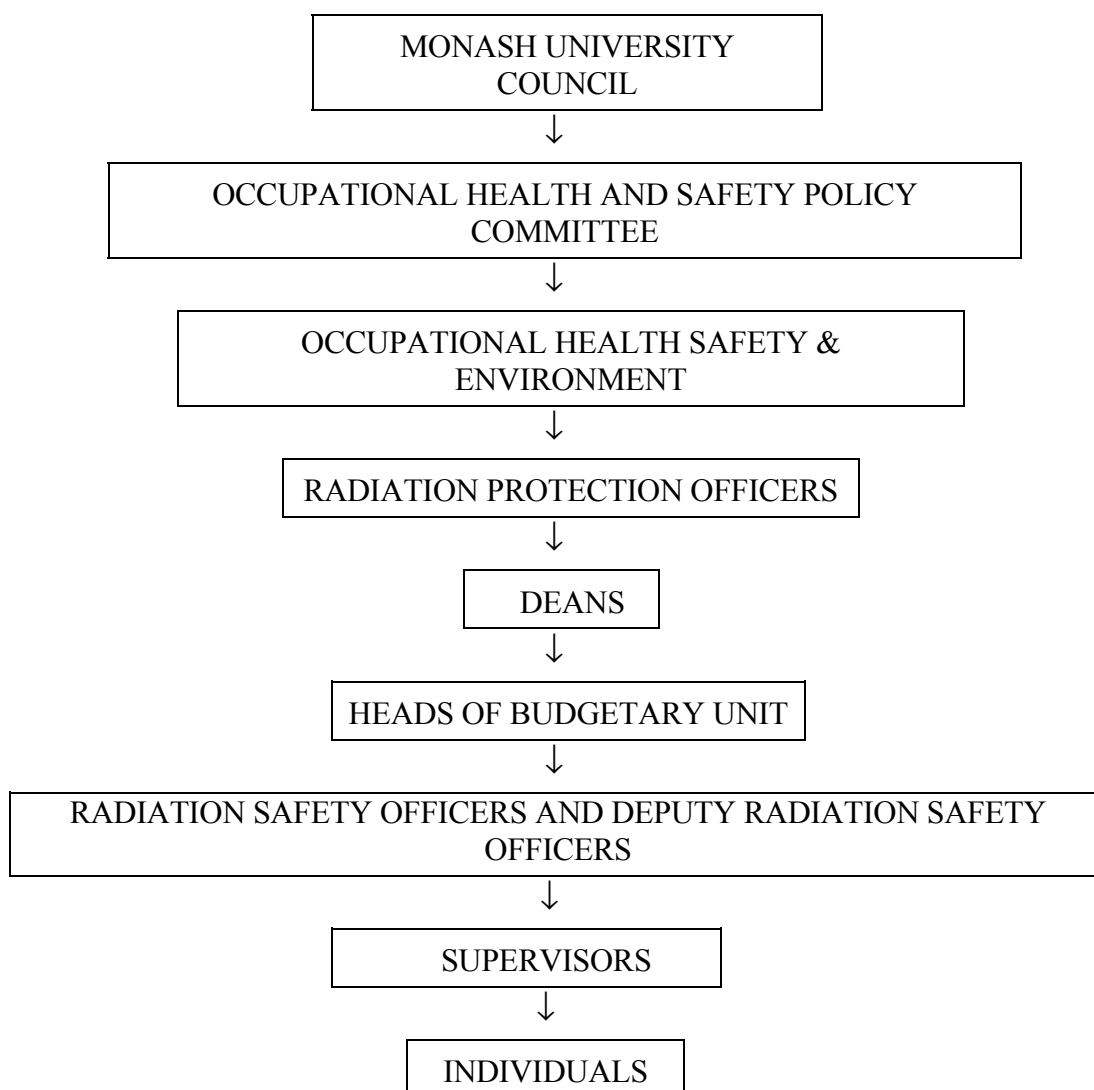 MONASH UNIVERSITY
COUNCIL
↓
OCCUPATIONAL HEALTH AND SAFETY POLICY
COMMITTEE
↓
OCCUPATIONAL HEALTH SAFETY &
ENVIRONMENT
↓
RADIATION PROTECTION OFFICERS
↓
DEANS
↓
HEADS OF BUDGETARY UNIT
↓
RADIATION SAFETY OFFICERS AND DEPUTY RADIATION SAFETY
OFFICERS
↓
SUPERVISORS
↓
INDIVIDUALS